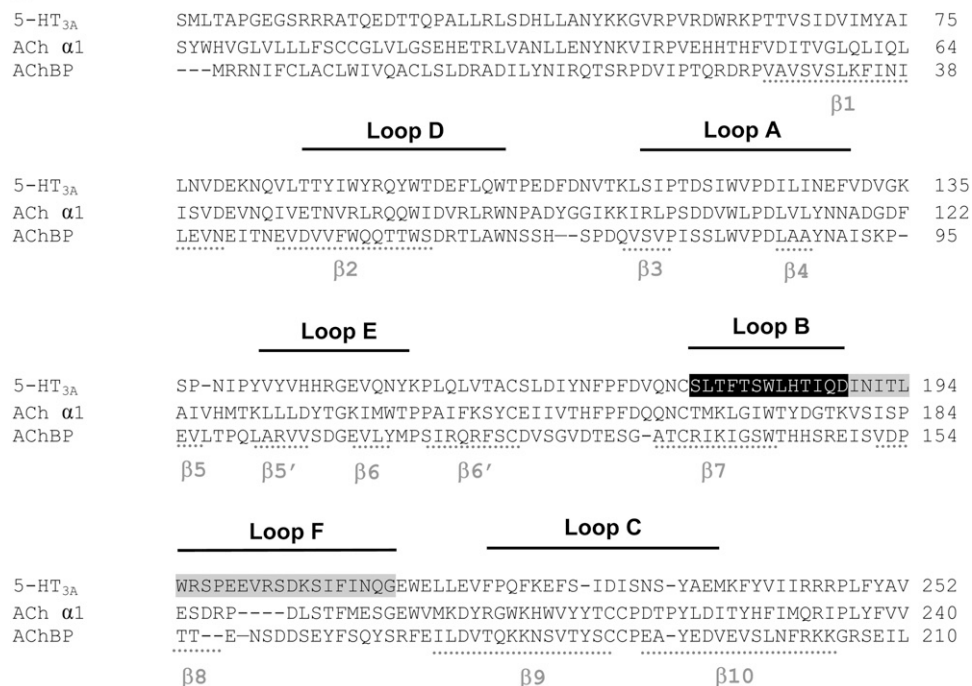 5-HT3A SMLTAPGEGSRRRATQEDTTQPALLRLSDHLLANYKKGVRPVRDWRKPTTVSIDVIMYAI 75
ACh α1 SYWHVGLVLLLFSCCGLVLGSEHETRLVANLLENYNKVIRPVEHHTHFVDITVGLQLIQL 64
AChBP ---MRRNIFCLACLWIVQACLSLDRADILYNIRQTSRPDVIPTQRDRPVAVSVSLKFINI 38
β1
Loop D Loop A
5-HT3A LNVDEKNQVLTTYIWYRQYWTDEFLQWTPEDFDNVTKLSIPTDSIWVPDILINEFVDVGK 135
ACh α1 ISVDEVNQIVETNVRLRQQWIDVRLRWNPADYGGIKKIRLPSDDVWLPDLVLYNNADGDF 122
AChBP LEVNEITNEVDVVFWQQTTWSDRTLAWNSSH—-SPDQVSVPISSLWVPDLAAYNAISKP- 95
β2 β3 β4
Loop E Loop B
5-HT3A SP-NIPYVYVHHRGEVQNYKPLQLVTACSLDIYNFPFDVQNCSLTFTSWLHTIQDINITL 194
ACh α1 AIVHMTKLLLDYTGKIMWTPPAIFKSYCEIIVTHFPFDQQNCTMKLGIWTYDGTKVSISP 184
AChBP EVLTPQLARVVSDGEVLYMPSIRQRFSCDVSGVDTESG-ATCRIKIGSWTHHSREISVDP 154
β5 β5′ β6 β6′ β7
Loop F Loop C
5-HT3A WRSPEEVRSDKSIFINQGEWELLEVFPQFKEFS-IDISNS-YAEMKFYVIIRRRPLFYAV 252
ACh α1 ESDRP----DLSTFMESGEWVMKDYRGWKHWVYYTCCPDTPYLDITYHFIMQRIPLYFVV 240
AChBP TT--E—NSDDSEYFSQYSRFEILDVTQKKNSVTYSCCPEA-YEDVEVSLNFRKKGRSEIL 210
β8 β9 β10